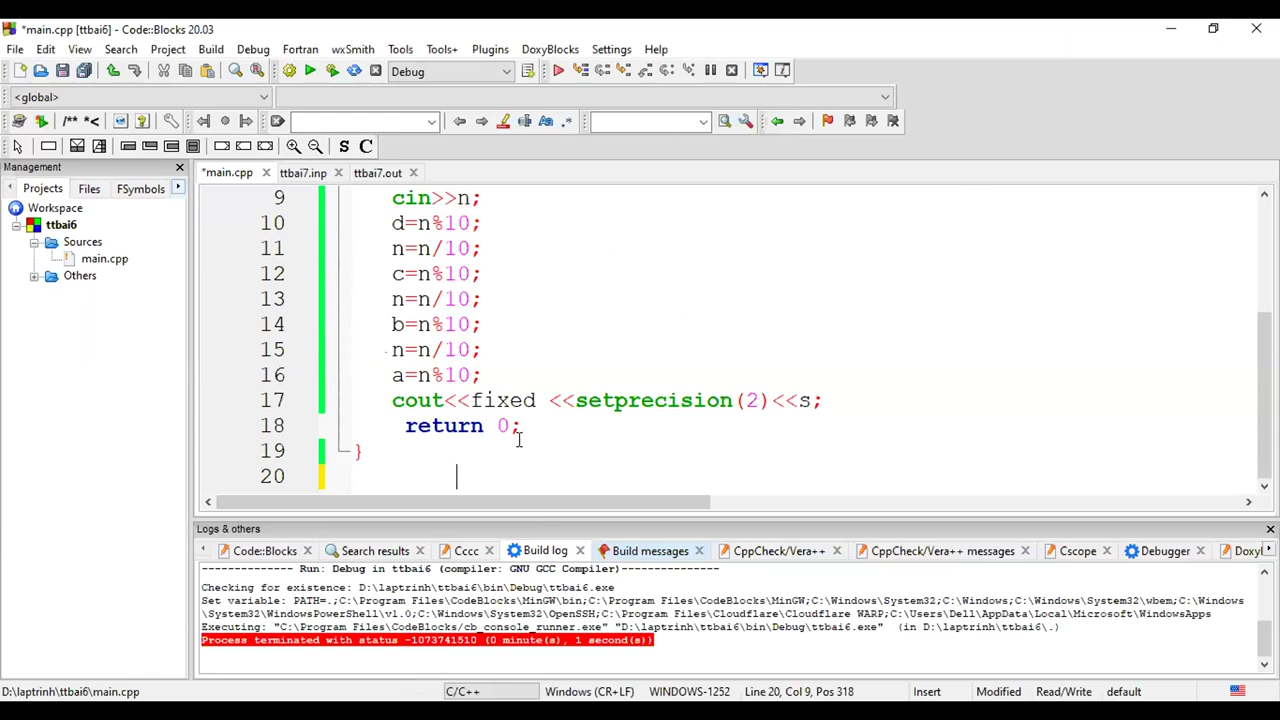 *main.cpp [ttbai6] - Code::Blocks 20.03
File Edit View Search Project Build Debug Fortran wxSmith Tools Tools+ Plugins DoxyBlocks Settings Help
Debug
<global>
/** *<
S C
Management
Projects Files FSymbols
Workspace
ttbai6
Sources
main.cpp
Others
*main.cpp ttbai7.inp ttbai7.out
9 cin>>n;
10 d=n%10;
11 n=n/10;
12 c=n%10;
13 n=n/10;
14 b=n%10;
15 n=n/10;
16 a=n%10;
17 cout<<fixed <<setprecision(2)<<s;
18 return 0;
19 }
20
Logs & others
Code::Blocks Search results Cccc Build log Build messages CppCheck/Vera++ CppCheck/Vera++ messages Cscope Debugger
-------------- Run: Debug in ttbai6 (compiler: GNU GCC Compiler)---------------
Checking for existence: D:\laptrinh\ttbai6\bin\Debug\ttbai6.exe
Set variable: PATH=.;C:\Program Files\CodeBlocks\MinGW\bin;C:\Program Files\CodeBlocks\MinGW;C:\Windows\System32;C:\Windows;C:\Windows\System32\wbem;C:\Windows
\System32\WindowsPowerShell\v1.0;C:\Windows\System32\OpenSSH;C:\Program Files\Cloudflare\Cloudflare WARP;C:\Users\Dell\AppData\Local\Microsoft\WindowsApps
Executing: "C:\Program Files\CodeBlocks/cb_console_runner.exe" "D:\laptrinh\ttbai6\bin\Debug\ttbai6.exe" (in D:\laptrinh\ttbai6\.)
Process terminated with status -1073741510 (0 minute(s), 1 second(s))
D:\laptrinh\ttbai6\main.cpp C/C++ Windows (CR+LF) WINDOWS-1252 Line 20, Col 9, Pos 318 Insert Modified Read/Write default